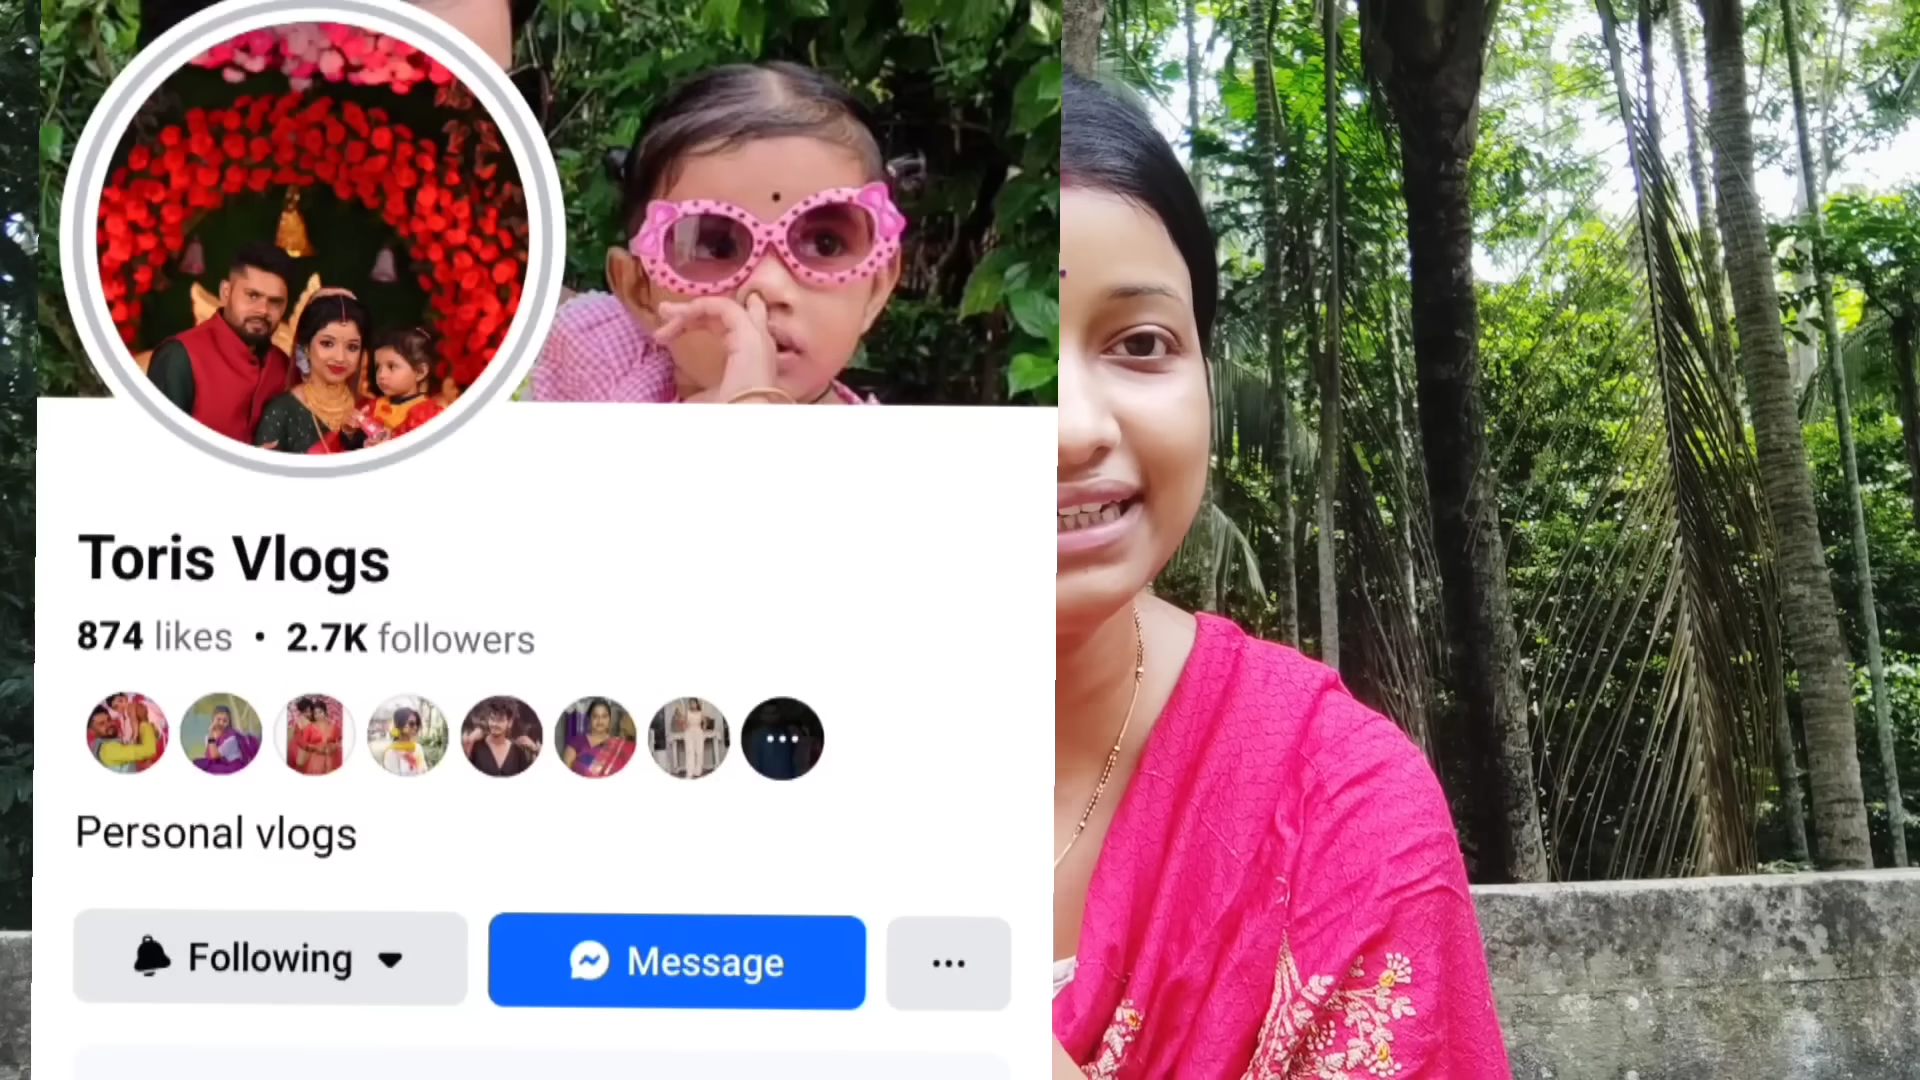 Toris Vlogs
874 likes • 2.7K followers
Personal vlogs
Following
Message